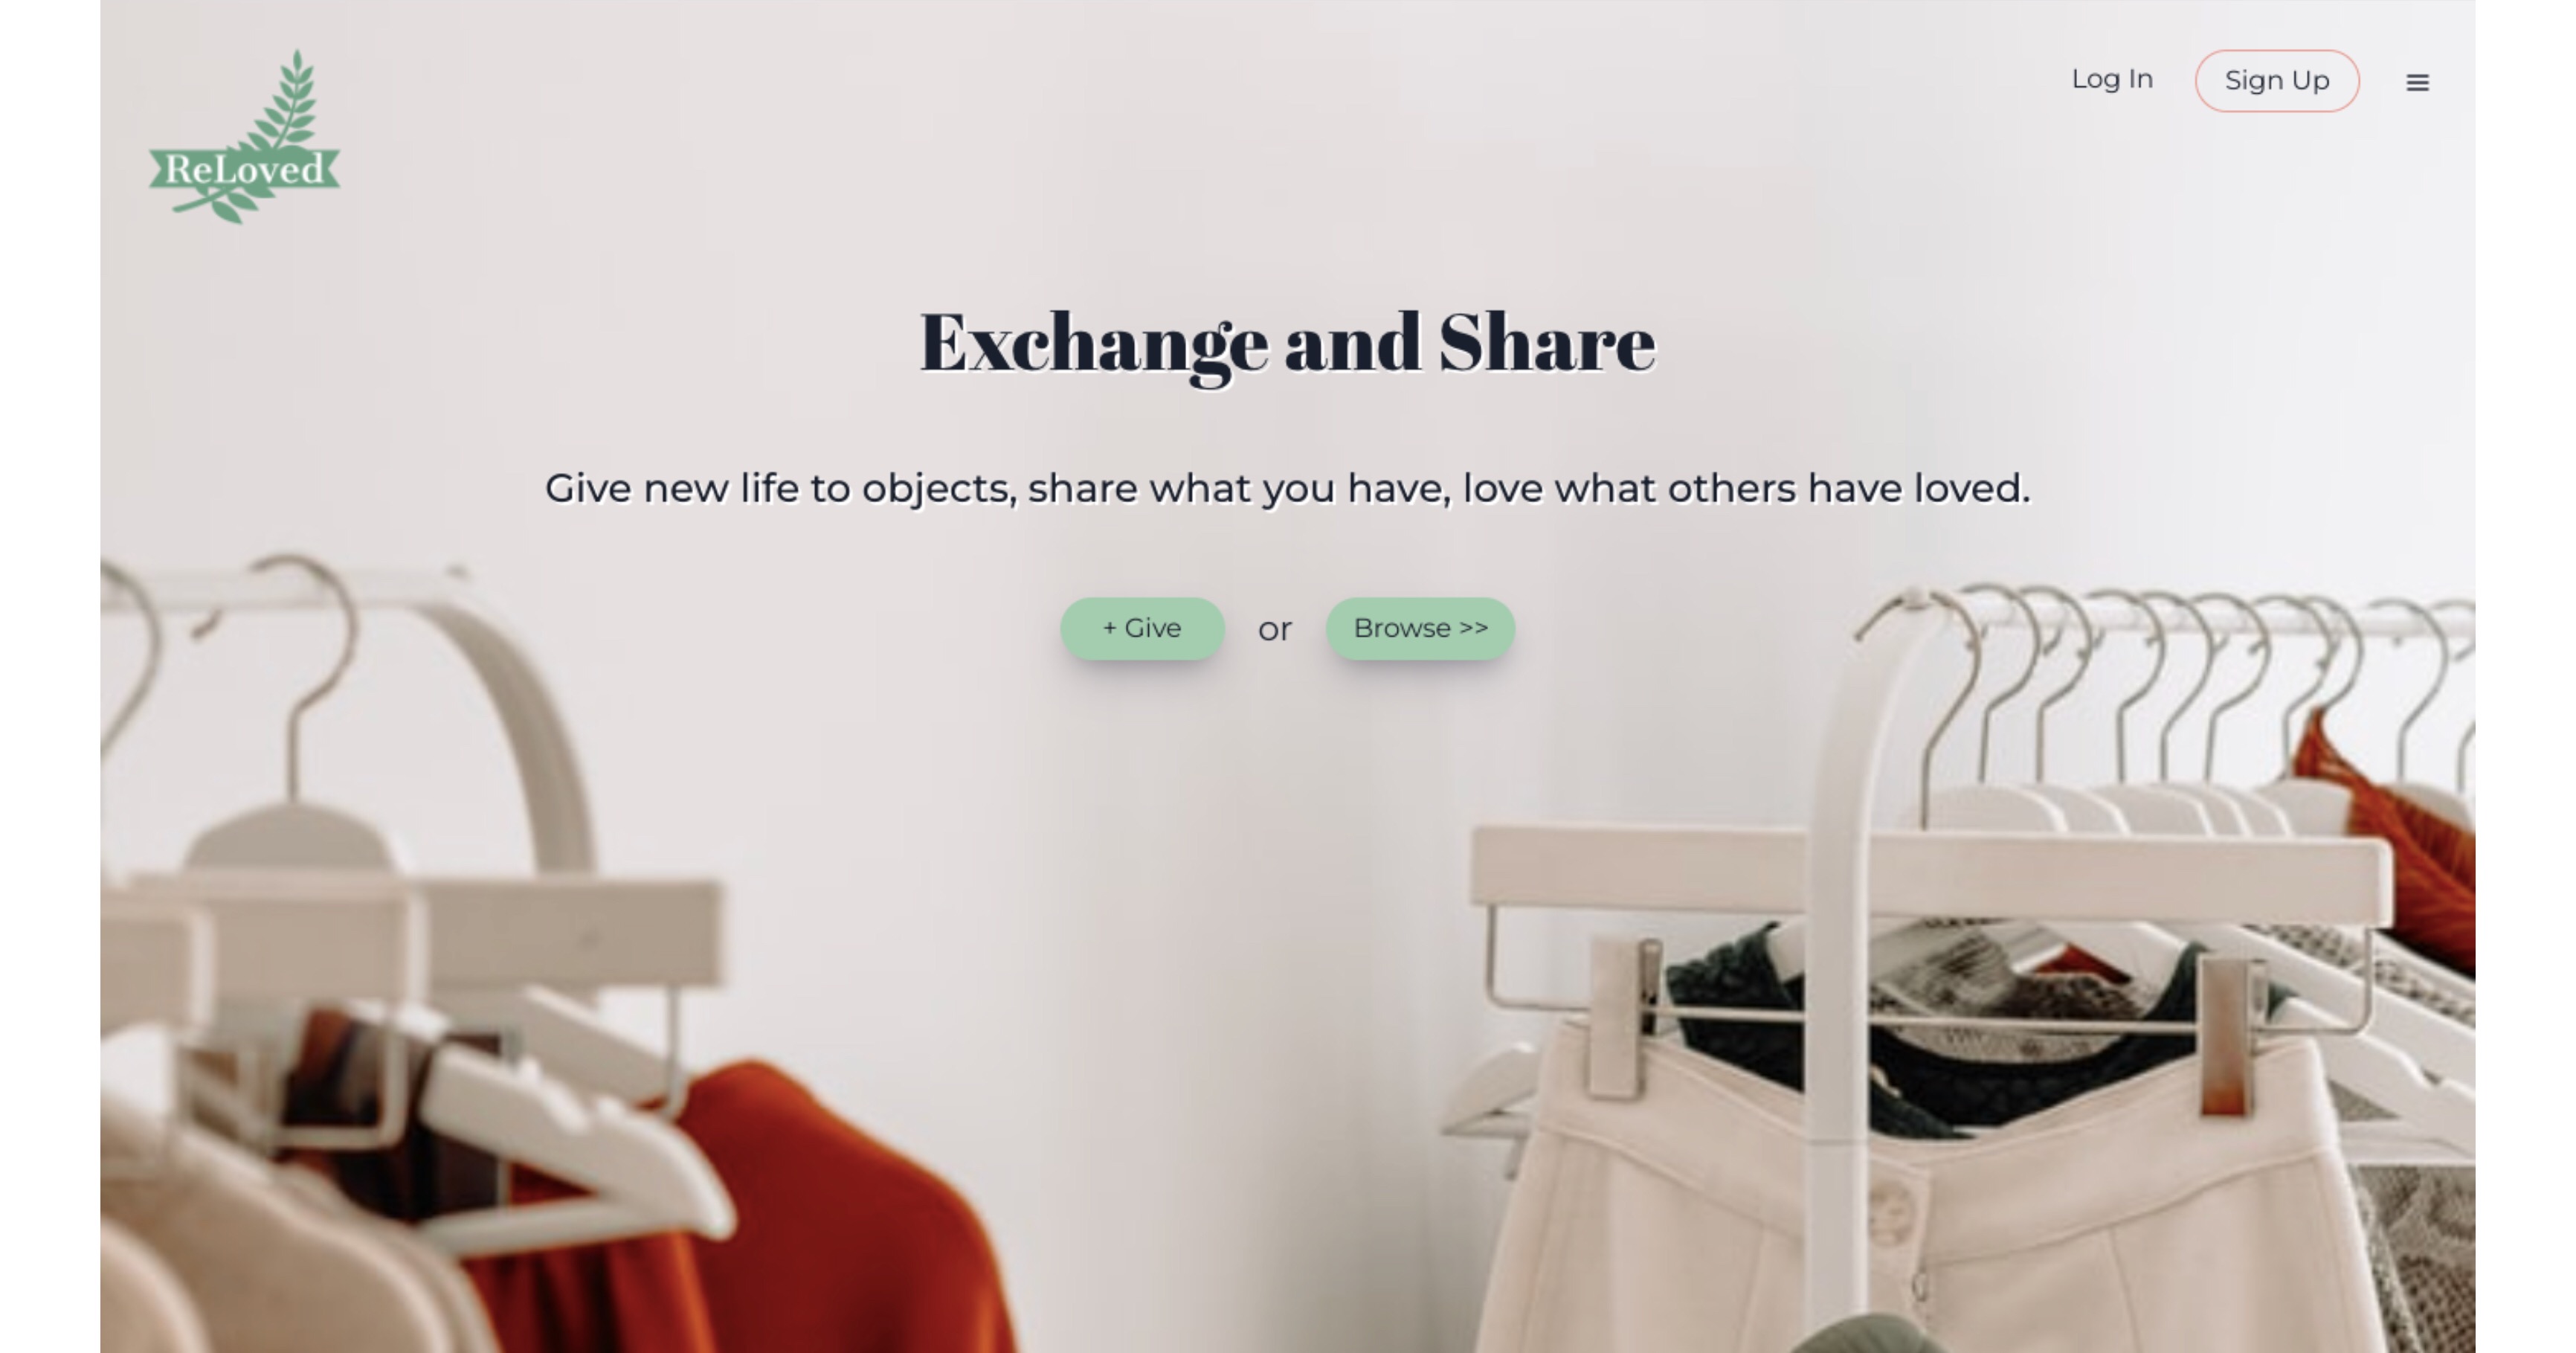 ReLoved
Log In
Sign Up
Exchange and Share
Give new life to objects, share what you have, love what others have loved.
+ Give
or
Browse >>